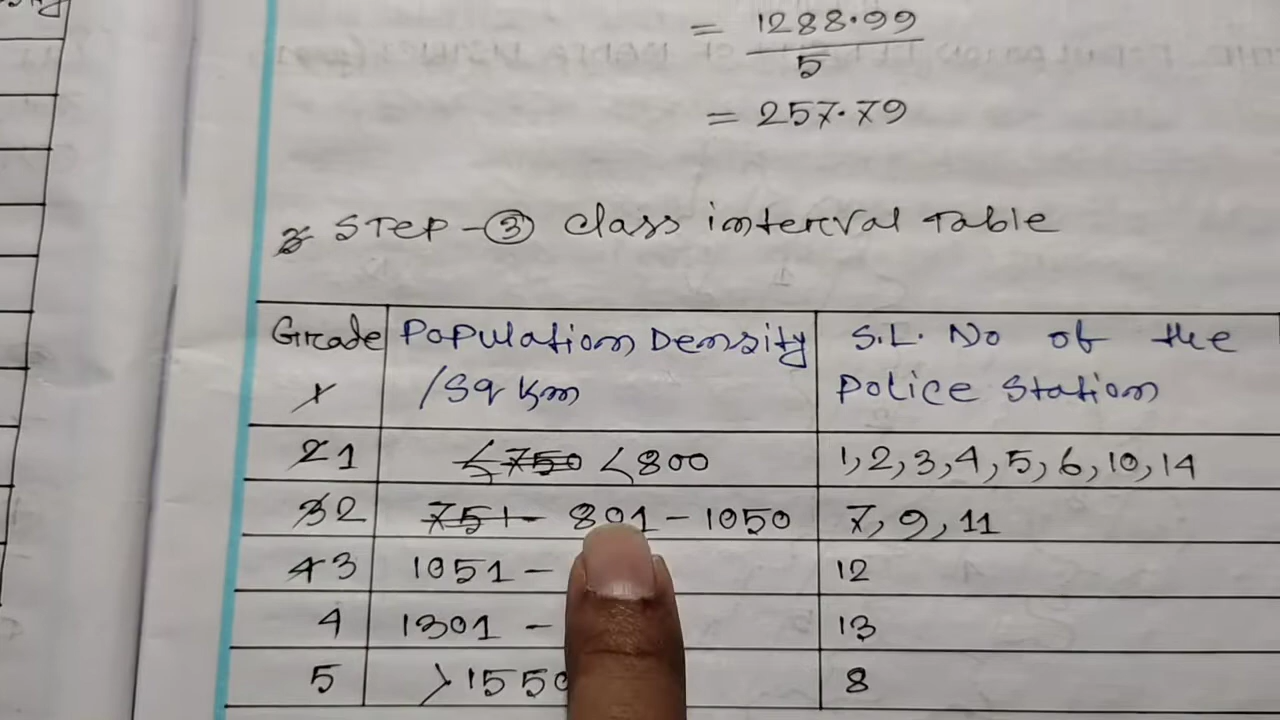 = 1288.99
5
= 257.79
STEP-③ Class interval Table
Grade Population Density S.L. No of the
/Sq Km Police Station
1 <750 <800 1,2,3,4,5,6,10,14
2 751- 801-1050 7,9,11
3 1051- 12
4 1301 - 13
5 >1550 8